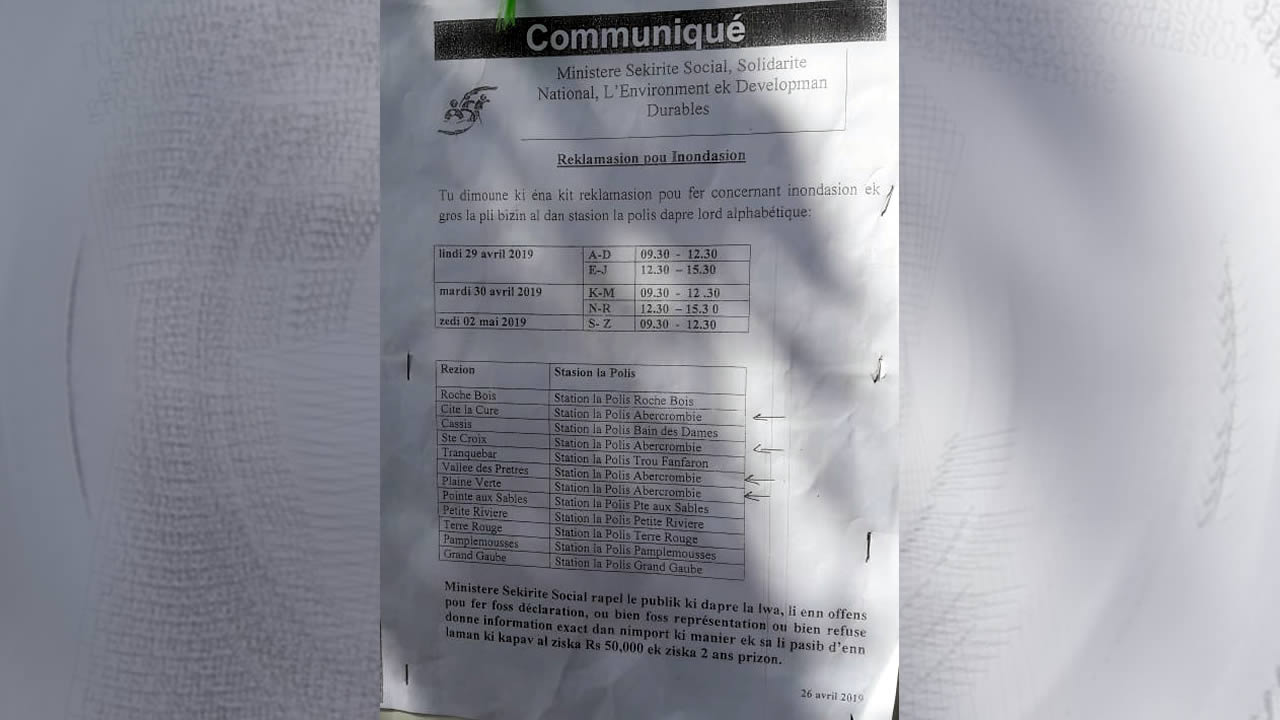 Communiqué
Ministere Sekirite Social, Solidarite
National, L'Environment ek Developman
Durables
Reklamasion pou Inondasion
Tu dimoune ki éna kit reklamasion pou fer concernant inondasion ek
gros la pli bizin al dan stasion la polis dapre lord alphabétique:
lindi 29 avril 2019 A-D 09.30 - 12.30
E-J 12.30 – 15.30
mardi 30 avril 2019 K-M 09.30 - 12 .30
N-R 12.30 – 15.3 0
zedi 02 mai 2019 S- Z 09.30 - 12.30
Rezion Stasion la Polis
Roche Bois Station la Polis Roche Bois
Cite la Cure Station la Polis Abercrombie
Cassis Station la Polis Bain des Dames
Ste Croix Station la Polis Abercrombie
Tranquebar Station la Polis Trou Fanfaron
Vallee des Pretres Station la Polis Abercrombie
Plaine Verte Station la Polis Abercrombie
Pointe aux Sables Station la Polis Pte aux Sables
Petite Riviere Station la Polis Petite Riviere
Terre Rouge Station la Polis Terre Rouge
Pamplemousses Station la Polis Pamplemousses
Grand Gaube Station la Polis Grand Gaube
Ministere Sekirite Social rapel le publik ki dapre la lwa, li enn offens
pou fer foss déclaration, ou bien foss représentation ou bien refuse
donne information exact dan nimport ki manier ek sa li pasib d'enn
laman ki kapav al ziska Rs 50,000 ek ziska 2 ans prizon.
26 avril 2019